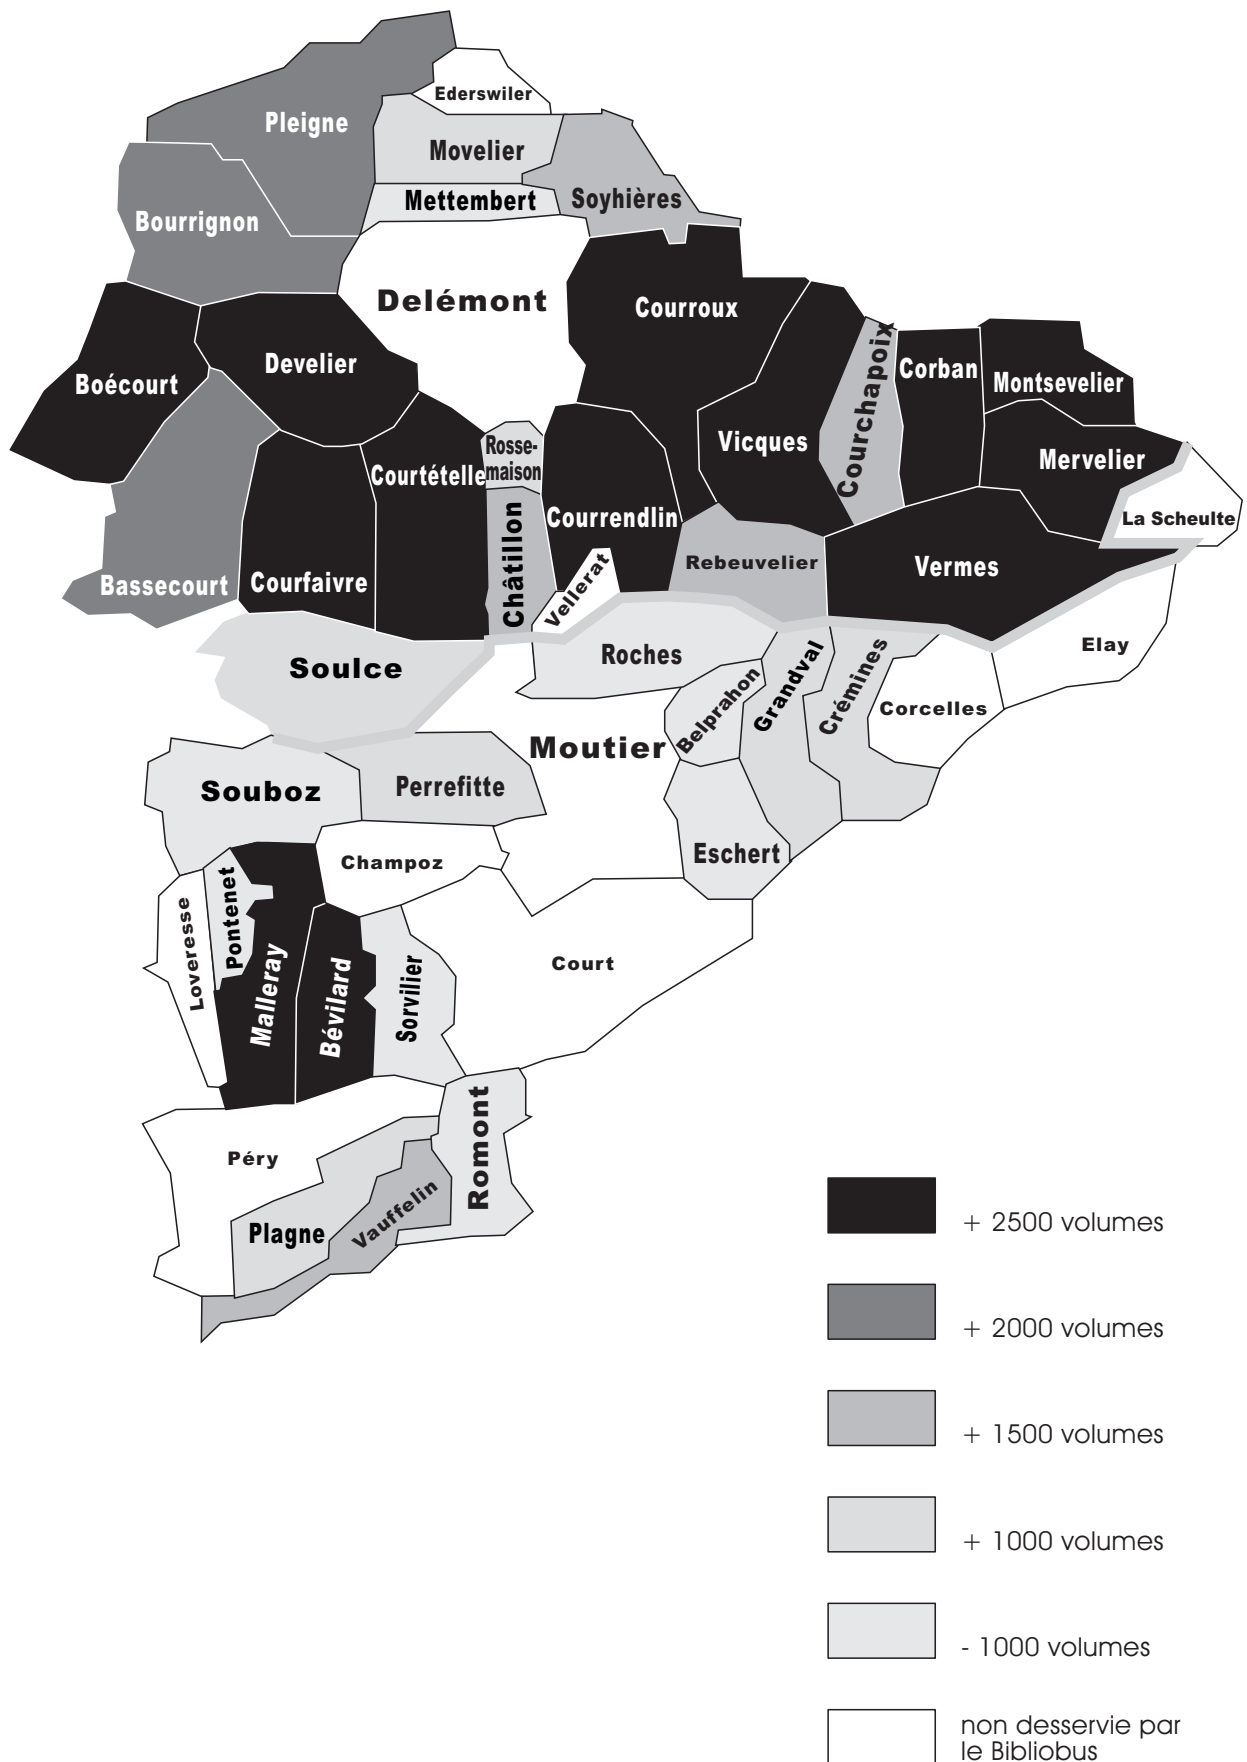 Ederswiler
Pleigne
Movelier
Mettembert
Soyhières
Bourrignon
Delémont
Courroux
Develier
Boécourt
Courchapoix
Corban
Montsevelier
Vicques
Mervelier
Rosse-
maison
Courtételle
Courrendlin
La Scheulte
Châtillon
Rebeuvelier
Vermes
Bassecourt
Courfaivre
Vellerat
Soulce
Roches
Elay
Belprahon
Grandval
Crémines
Corcelles
Moutier
Souboz
Perrefitte
Champoz
Eschert
Loveresse
Pontenet
Malleray
Bévilard
Sorvilier
Court
Romont
Péry
Plagne
Vauffelin
+ 2500 volumes
+ 2000 volumes
+ 1500 volumes
+ 1000 volumes
- 1000 volumes
non desservie par
le Bibliobus